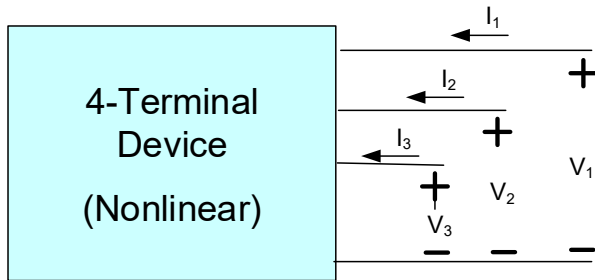 4-Terminal
Device
(Nonlinear)
I₁
I₂
I₃
+
+
+
V₁
V₂
V₃
− − −